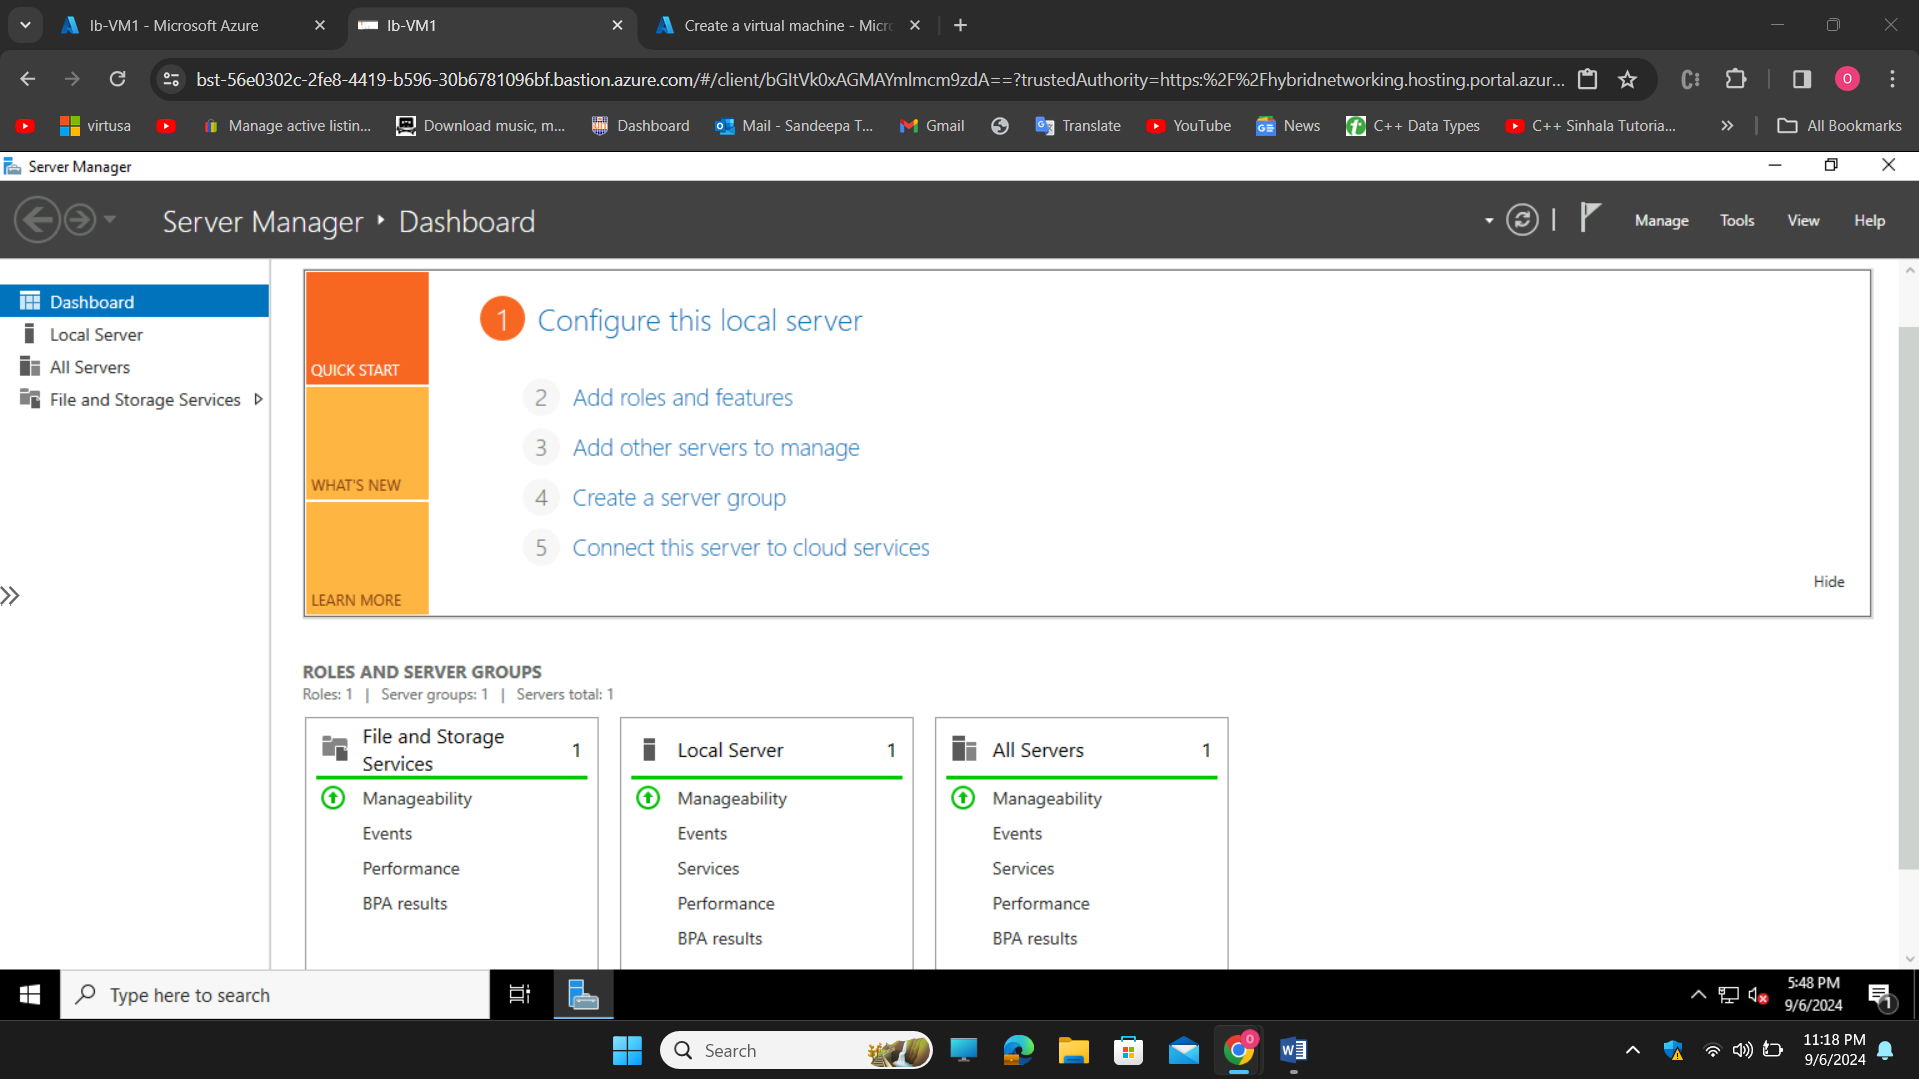 lb-VM1 - Microsoft Azure
lb-VM1
Create a virtual machine - Micr
bst-56e0302c-2fe8-4419-b596-30b6781096bf.bastion.azure.com/#/client/bGItVk0xAGMAYmlmcm9zdA==?trustedAuthority=https:%2F%2Fhybridnetworking.hosting.portal.azur...
O
virtusa
Manage active listin...
Download music, m...
Dashboard
Mail - Sandeepa T...
Gmail
Translate
YouTube
News
C++ Data Types
C++ Sinhala Tutoria...
All Bookmarks
Server Manager
Server Manager
Dashboard
Manage
Tools
View
Help
Dashboard
Local Server
All Servers
File and Storage Services
QUICK START
WHAT'S NEW
LEARN MORE
1 Configure this local server
2 Add roles and features
3 Add other servers to manage
4 Create a server group
5 Connect this server to cloud services
Hide
ROLES AND SERVER GROUPS
Roles: 1 | Server groups: 1 | Servers total: 1
File and Storage
Services
1
Manageability
Events
Performance
BPA results
Local Server 1
Manageability
Events
Services
Performance
BPA results
All Servers 1
Manageability
Events
Services
Performance
BPA results
Type here to search
5:48 PM
9/6/2024
1
Search
11:18 PM
9/6/2024